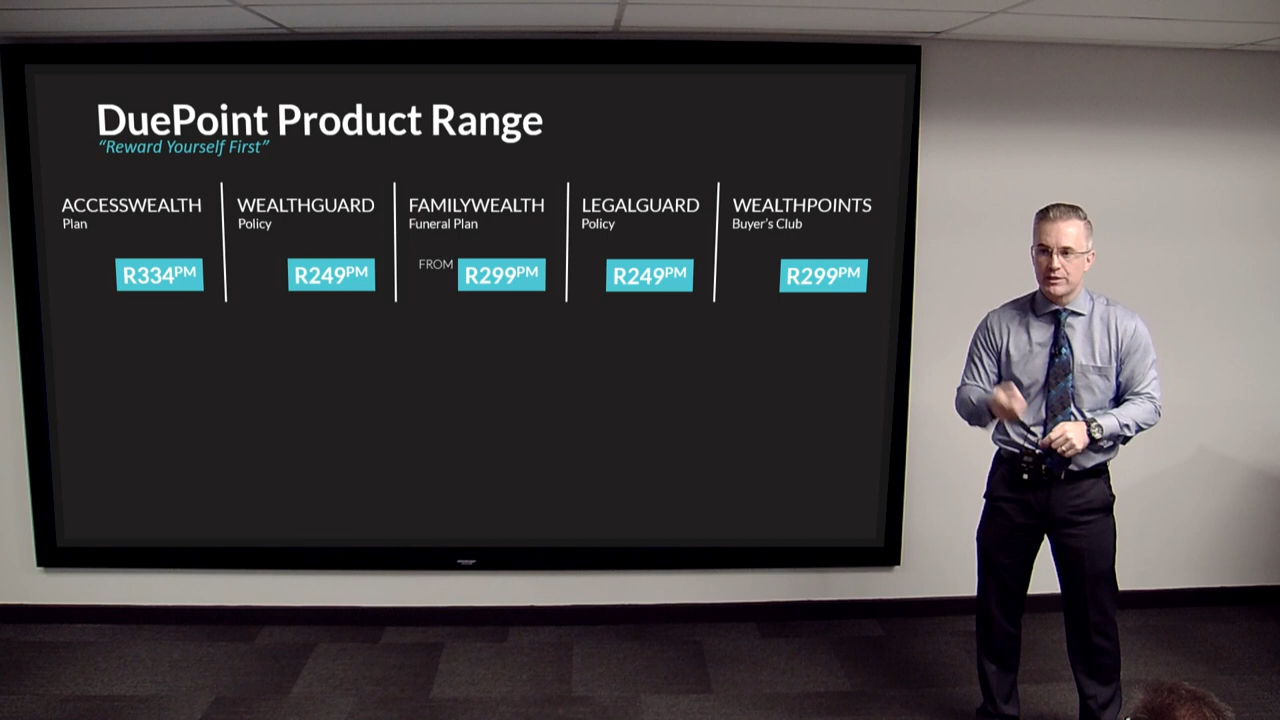 DuePoint Product Range
“Reward Yourself First”
ACCESSWEALTH
Plan
R334PM
WEALTHGUARD
Policy
R249PM
FAMILYWEALTH
Funeral Plan
FROM R299PM
LEGALGUARD
Policy
R249PM
WEALTHPOINTS
Buyer’s Club
R299PM